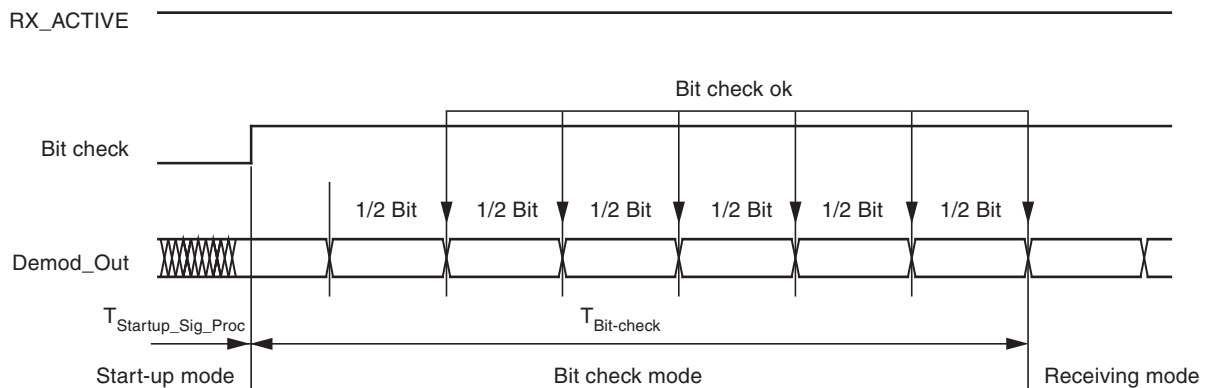 RX_ACTIVE
Bit check ok
Bit check
1/2 Bit 1/2 Bit 1/2 Bit 1/2 Bit 1/2 Bit 1/2 Bit
Demod_Out
TStartup_Sig_Proc TBit-check
Start-up mode Bit check mode Receiving mode